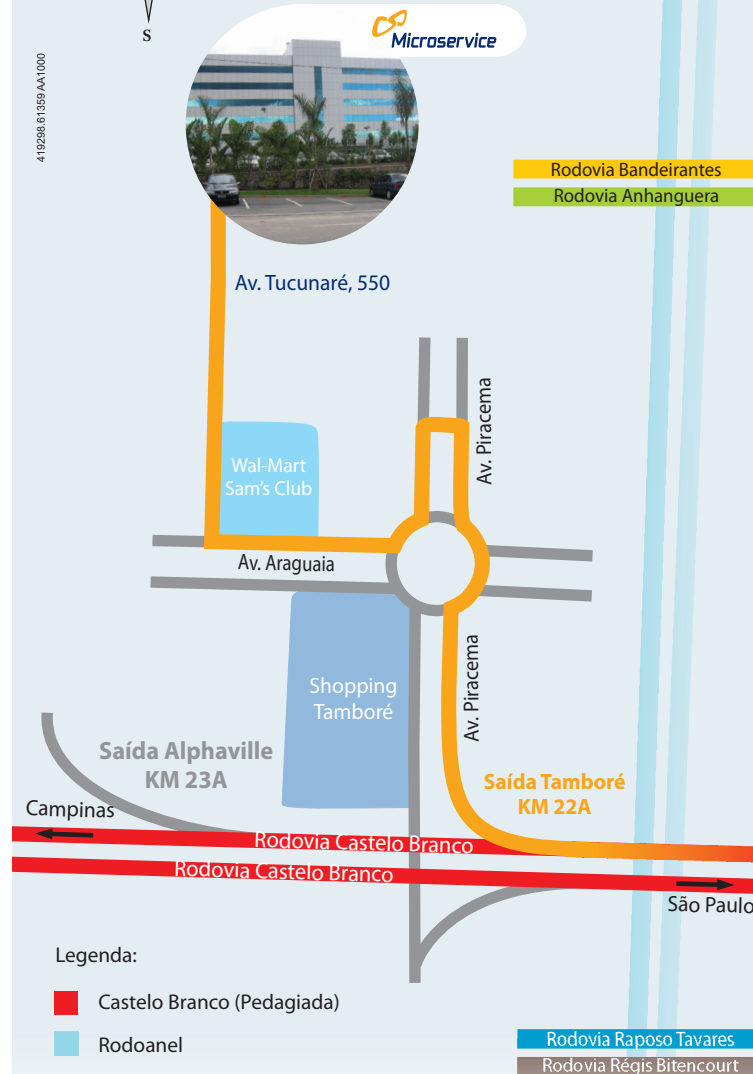 S
Microservice
419298.61359 AA1000
Rodovia Bandeirantes
Rodovia Anhanguera
Av. Tucunaré, 550
Av. Piracema
Wal-Mart
Sam's Club
Av. Araguaia
Shopping
Tamboré
Av. Piracema
Saída Alphaville
KM 23A
Saída Tamboré
KM 22A
Campinas
Rodovia Castelo Branco
Rodovia Castelo Branco
São Paulo
Legenda:
Castelo Branco (Pedagiada)
Rodoanel
Rodovia Raposo Tavares
Rodovia Régis Bitencourt